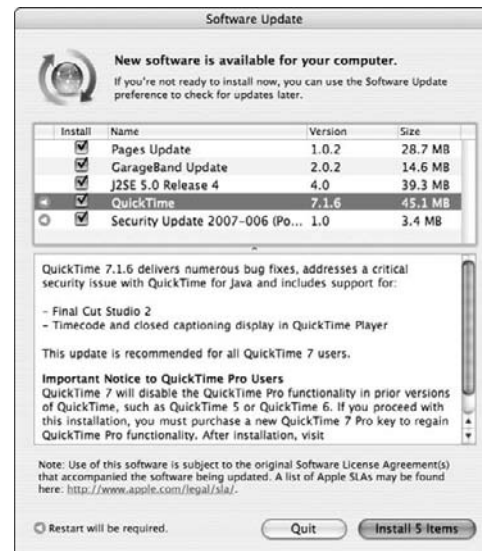 Software Update
New software is available for your computer.
If you're not ready to install now, you can use the Software Update
preference to check for updates later.
Install Name Version Size
Pages Update 1.0.2 28.7 MB
GarageBand Update 2.0.2 14.6 MB
J2SE 5.0 Release 4 4.0 39.3 MB
QuickTime 7.1.6 45.1 MB
Security Update 2007-006 (Po... 1.0 3.4 MB
QuickTime 7.1.6 delivers numerous bug fixes, addresses a critical
security issue with QuickTime for Java and includes support for:
- Final Cut Studio 2
- Timecode and closed captioning display in QuickTime Player
This update is recommended for all QuickTime 7 users.
Important Notice to QuickTime Pro Users
QuickTime 7 will disable the QuickTime Pro functionality in prior versions
of QuickTime, such as QuickTime 5 or QuickTime 6. If you proceed with
this installation, you must purchase a new QuickTime 7 Pro key to regain
QuickTime Pro functionality. After installation, visit
Note: Use of this software is subject to the original Software License Agreement(s)
that accompanied the software being updated. A list of Apple SLAs may be found
here: http://www.apple.com/legal/sla/.
Restart will be required.
Quit
Install 5 Items